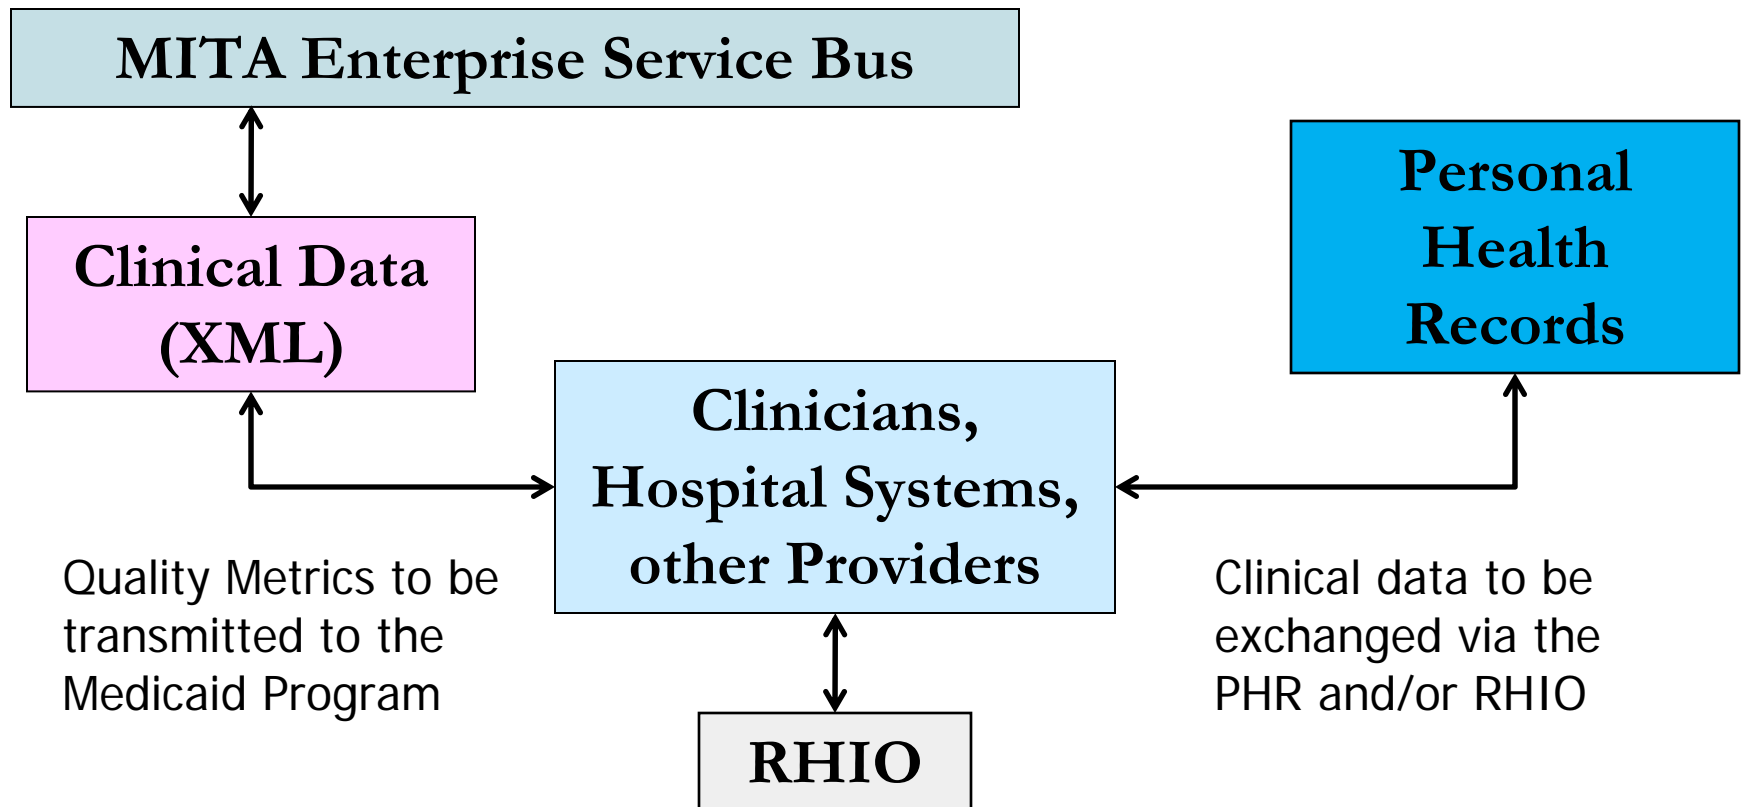 MITA Enterprise Service Bus
Personal
Health
Records
Clinical Data
(XML)
Clinicians,
Hospital Systems,
other Providers
Quality Metrics to be
transmitted to the
Medicaid Program
Clinical data to be
exchanged via the
PHR and/or RHIO
RHIO